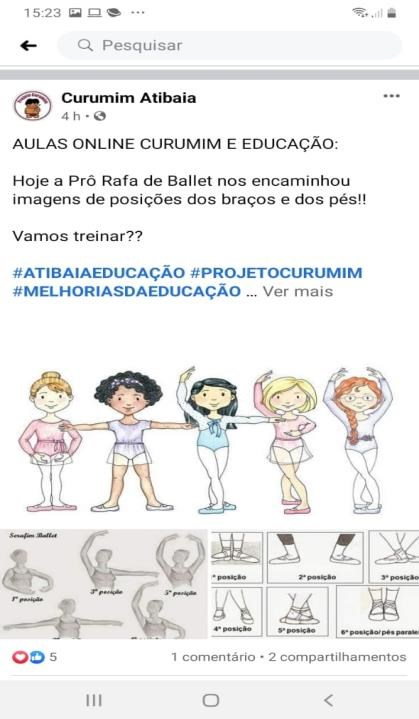 15:23
Pesquisar
Curumim Atibaia
4 h
AULAS ONLINE CURUMIM E EDUCAÇÃO:
Hoje a Prô Rafa de Ballet nos encaminhou
imagens de posições dos braços e dos pés!!
Vamos treinar??
#ATIBAIAEDUCAÇÃO #PROJETOCURUMIM
#MELHORIASDAEDUCAÇÃO ... Ver mais
Serafim Ballet
1ª posição
3ª posição
5ª posição
ª posição
2ª posição
3ª posição
4ª posição
5ª posição
6ª posição/ pés parale
5
1 comentário • 2 compartilhamentos